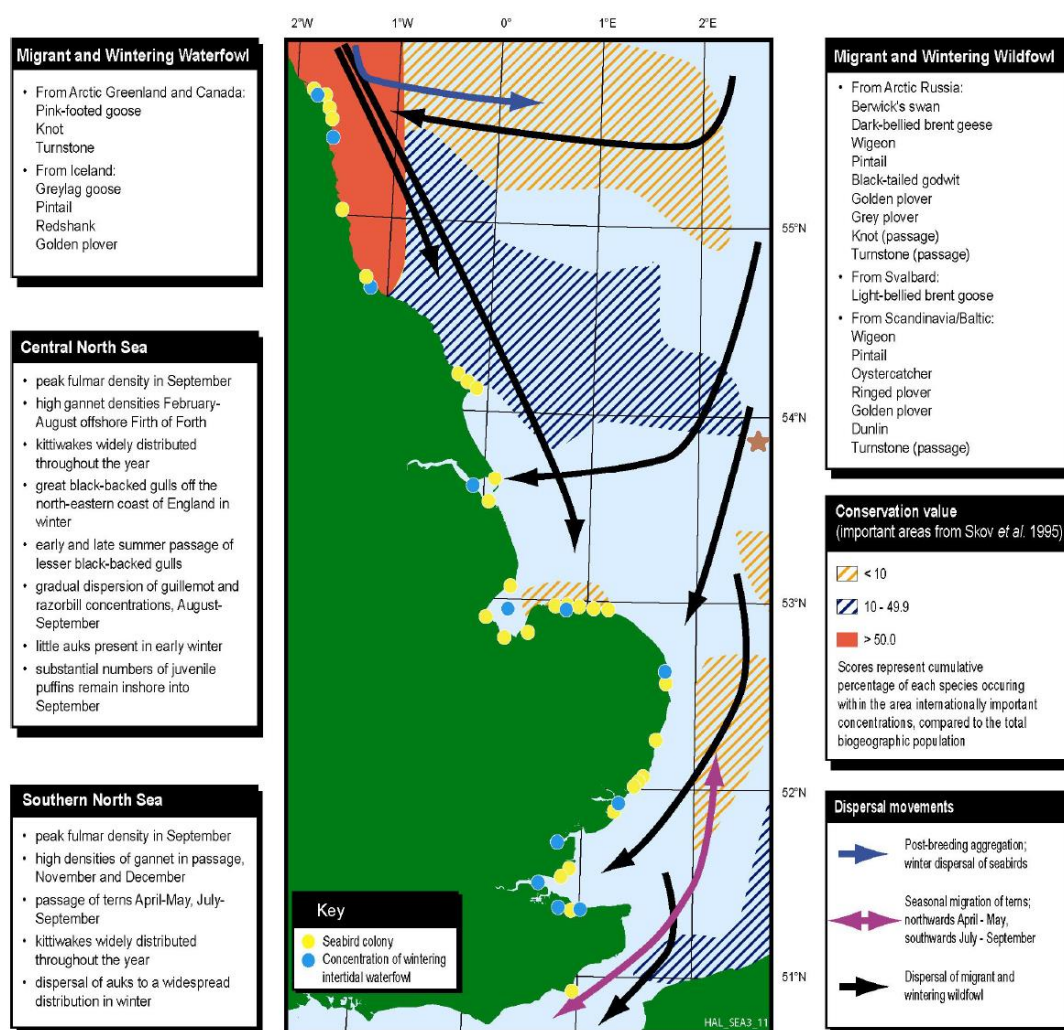 2°W
1°W
0°
1°E
2°E
Migrant and Wintering Waterfowl
• From Arctic Greenland and Canada:
Pink-footed goose
Knot
Turnstone
• From Iceland:
Greylag goose
Pintail
Redshank
Golden plover
Central North Sea
• peak fulmar density in September
• high gannet densities February-
August offshore Firth of Forth
• kittiwakes widely distributed
throughout the year
• great black-backed gulls off the
north-eastern coast of England in
winter
• early and late summer passage of
lesser black-backed gulls
• gradual dispersion of guillemot and
razorbill concentrations, August-
September
• little auks present in early winter
• substantial numbers of juvenile
puffins remain inshore into
September
Southern North Sea
• peak fulmar density in September
• high densities of gannet in passage,
November and December
• passage of terns April-May, July-
September
• kittiwakes widely distributed
throughout the year
• dispersal of auks to a widespread
distribution in winter
Key
Seabird colony
Concentration of wintering
intertidal waterfowl
HAL_SEA3_11
55°N
54°N
53°N
52°N
51°N
Migrant and Wintering Wildfowl
• From Arctic Russia:
Berwick's swan
Dark-bellied brent geese
Wigeon
Pintail
Black-tailed godwit
Golden plover
Grey plover
Knot (passage)
Turnstone (passage)
• From Svalbard:
Light-bellied brent goose
• From Scandinavia/Baltic:
Wigeon
Pintail
Oystercatcher
Ringed plover
Golden plover
Dunlin
Turnstone (passage)
Conservation value
(important areas from Skov et al. 1995)
< 10
10 - 49.9
> 50.0
Scores represent cumulative
percentage of each species occuring
within the area internationally important
concentrations, compared to the total
biogeographic population
Dispersal movements
Post-breeding aggregation;
winter dispersal of seabirds
Seasonal migration of terns;
northwards April - May,
southwards July - September
Dispersal of migrant and
wintering wildfowl